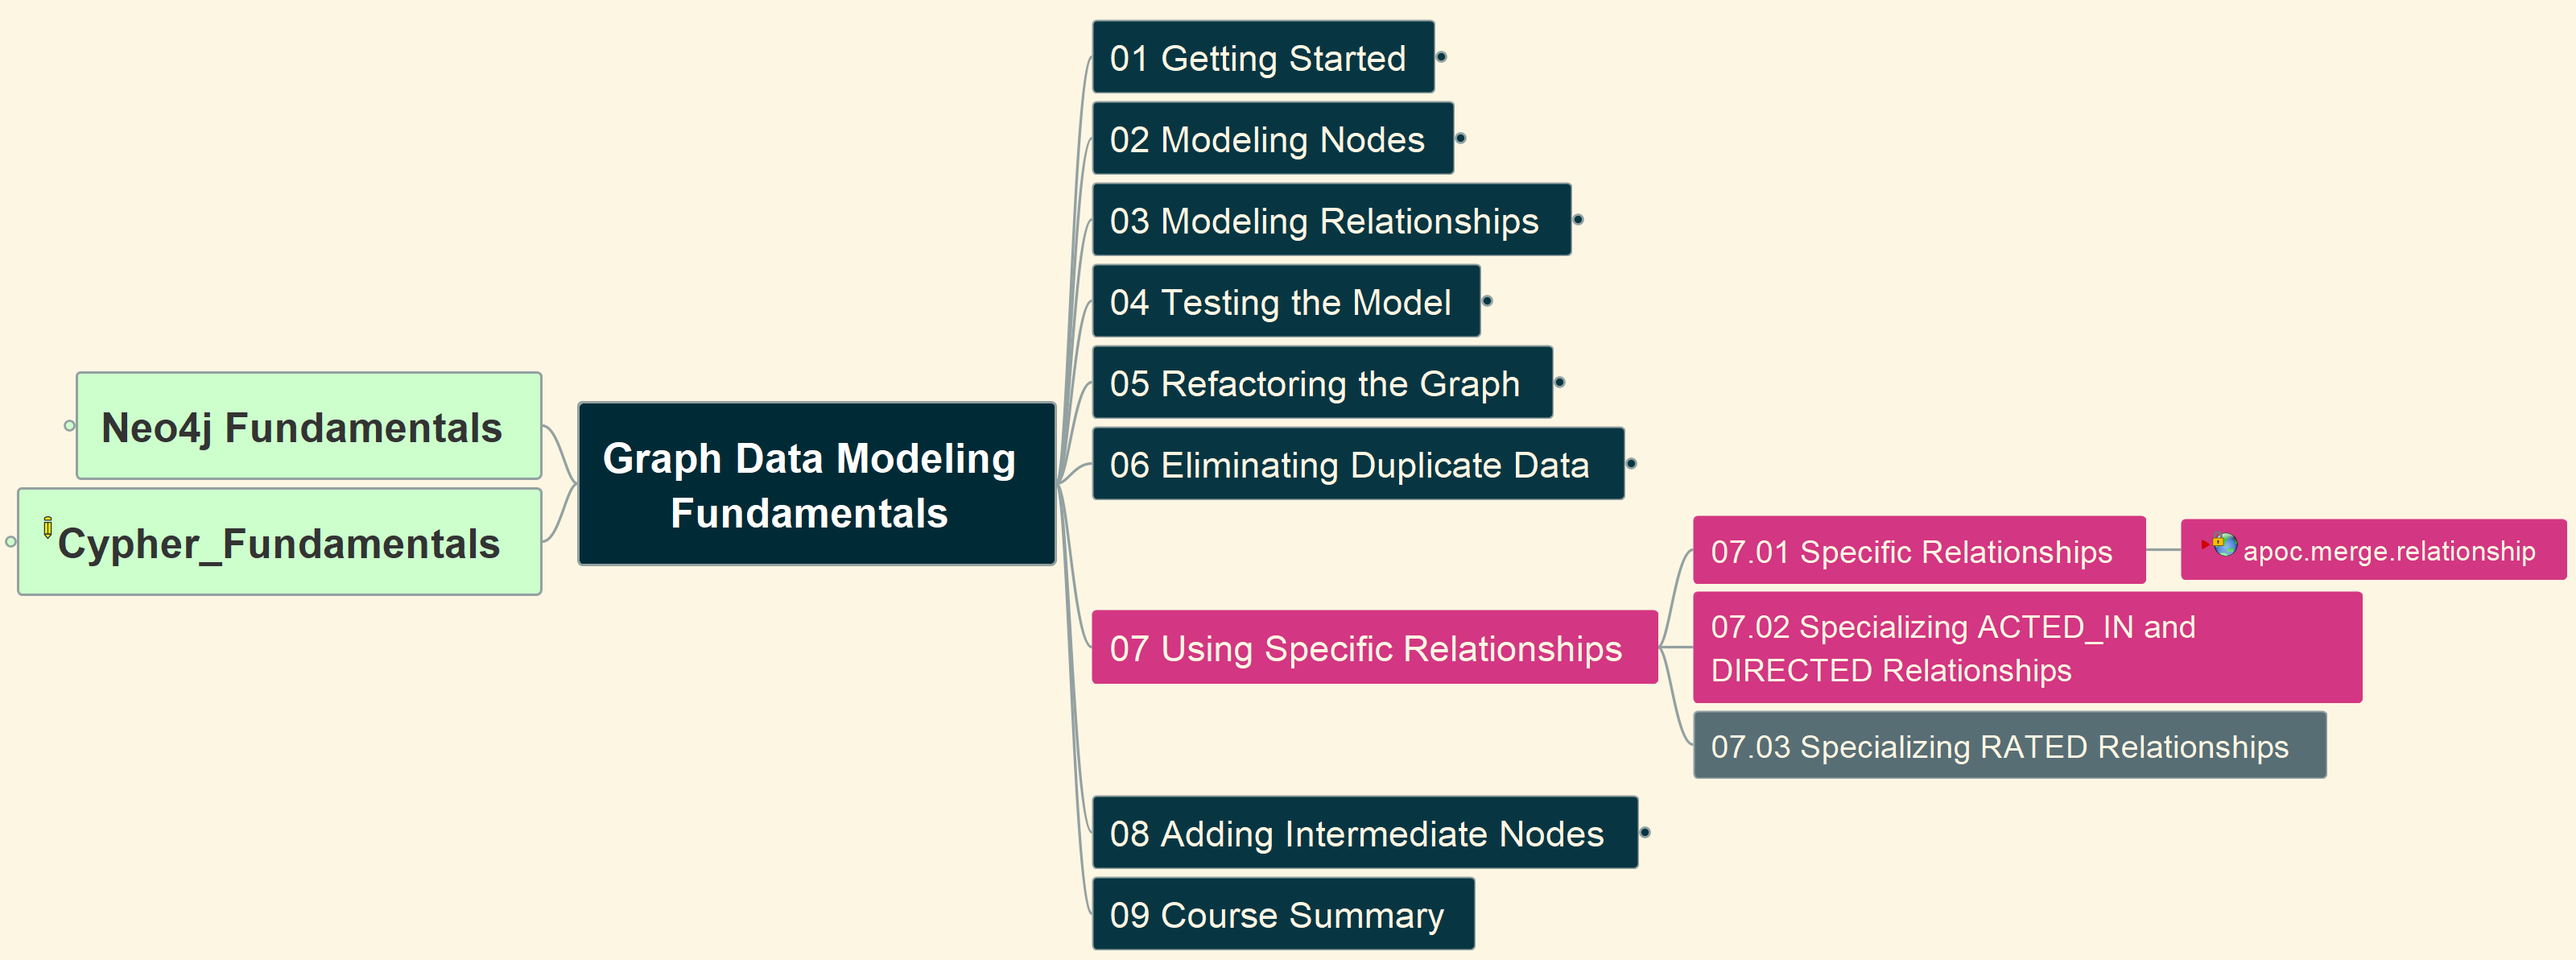 Neo4j Fundamentals
Cypher_Fundamentals
Graph Data Modeling
Fundamentals
01 Getting Started
02 Modeling Nodes
03 Modeling Relationships
04 Testing the Model
05 Refactoring the Graph
06 Eliminating Duplicate Data
07 Using Specific Relationships
07.01 Specific Relationships
apoc.merge.relationship
07.02 Specializing ACTED_IN and
DIRECTED Relationships
07.03 Specializing RATED Relationships
08 Adding Intermediate Nodes
09 Course Summary